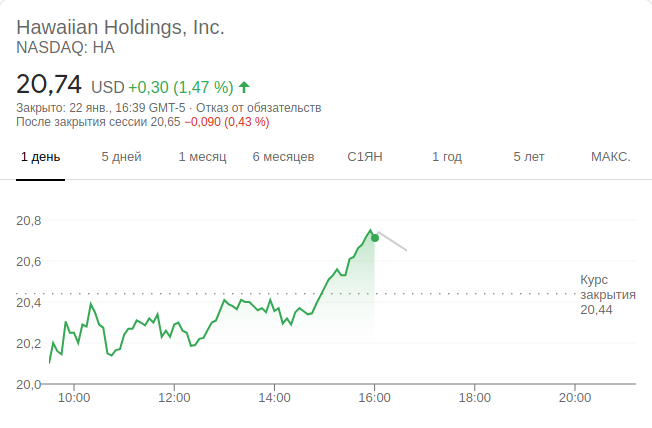 Hawaiian Holdings, Inc.
NASDAQ: HA
20,74 USD +0,30 (1,47 %)
Закрыто: 22 янв., 16:39 GMT-5 · Отказ от обязательств
После закрытия сессии 20,65 −0,090 (0,43 %)
1 день 5 дней 1 месяц 6 месяцев С1ЯН 1 год 5 лет МАКС.
20,8
20,6
Курс
закрытия
20,44
20,4
20,2
20,0
10:00 12:00 14:00 16:00 18:00 20:00